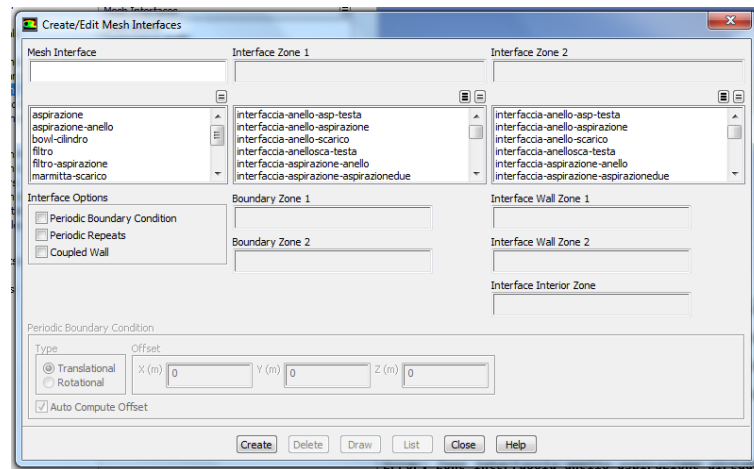 Mesh Interfaces
Create/Edit Mesh Interfaces
Mesh Interface Interface Zone 1 Interface Zone 2
aspirazione interfaccia-anello-asp-testa interfaccia-anello-asp-testa
aspirazione-anello interfaccia-anello-aspirazione interfaccia-anello-aspirazione
bowl-cilindro interfaccia-anello-scarico interfaccia-anello-scarico
filtro interfaccia-anellosca-testa interfaccia-anellosca-testa
filtro-aspirazione interfaccia-aspirazione-anello interfaccia-aspirazione-anello
marmitta-scarico interfaccia-aspirazione-aspirazionedue interfaccia-aspirazione-aspirazionedue
Interface Options Boundary Zone 1 Interface Wall Zone 1
Periodic Boundary Condition
Periodic Repeats
Boundary Zone 2 Interface Wall Zone 2
Coupled Wall
Interface Interior Zone
Periodic Boundary Condition
Type Offset
Translational X (m) 0 Y (m) 0 Z (m) 0
Rotational
Auto Compute Offset
Create Delete Draw List Close Help